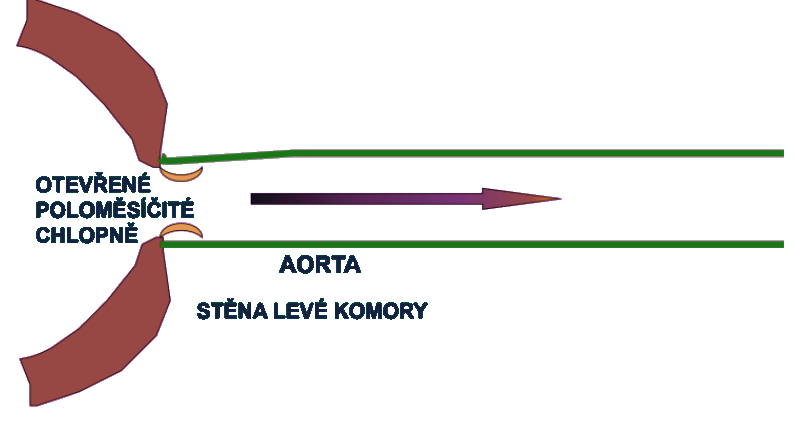 OTEVŘENÉ
POLOMĚSÍČITÉ
CHLOPNĚ
AORTA
STĚNA LEVÉ KOMORY